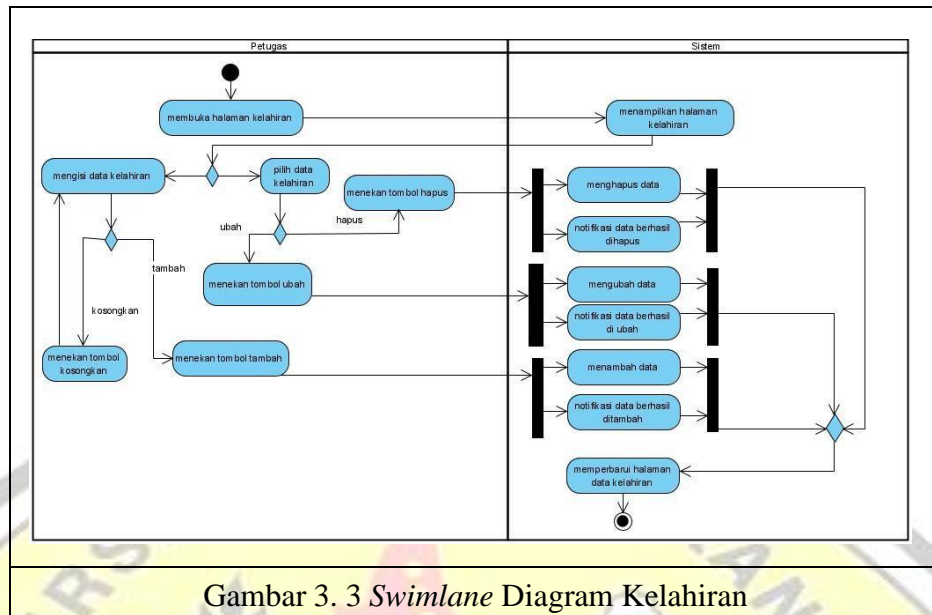 Petugas
Sistem
membuka halaman kelahiran
menampilkan halaman
kelahiran
mengisi data kelahiran
pilih data
kelahiran
menekan tombol hapus
menghapus data
notifikasi data berhasil
dihapus
ubah
hapus
menekan tombol ubah
mengubah data
notifikasi data berhasil
di ubah
tambah
kosongkan
menekan tombol
kosongkan
menekan tombol tambah
menambah data
notifikasi data berhasil
ditambah
memperbarui halaman
data kelahiran
Gambar 3. 3 Swimlane Diagram Kelahiran